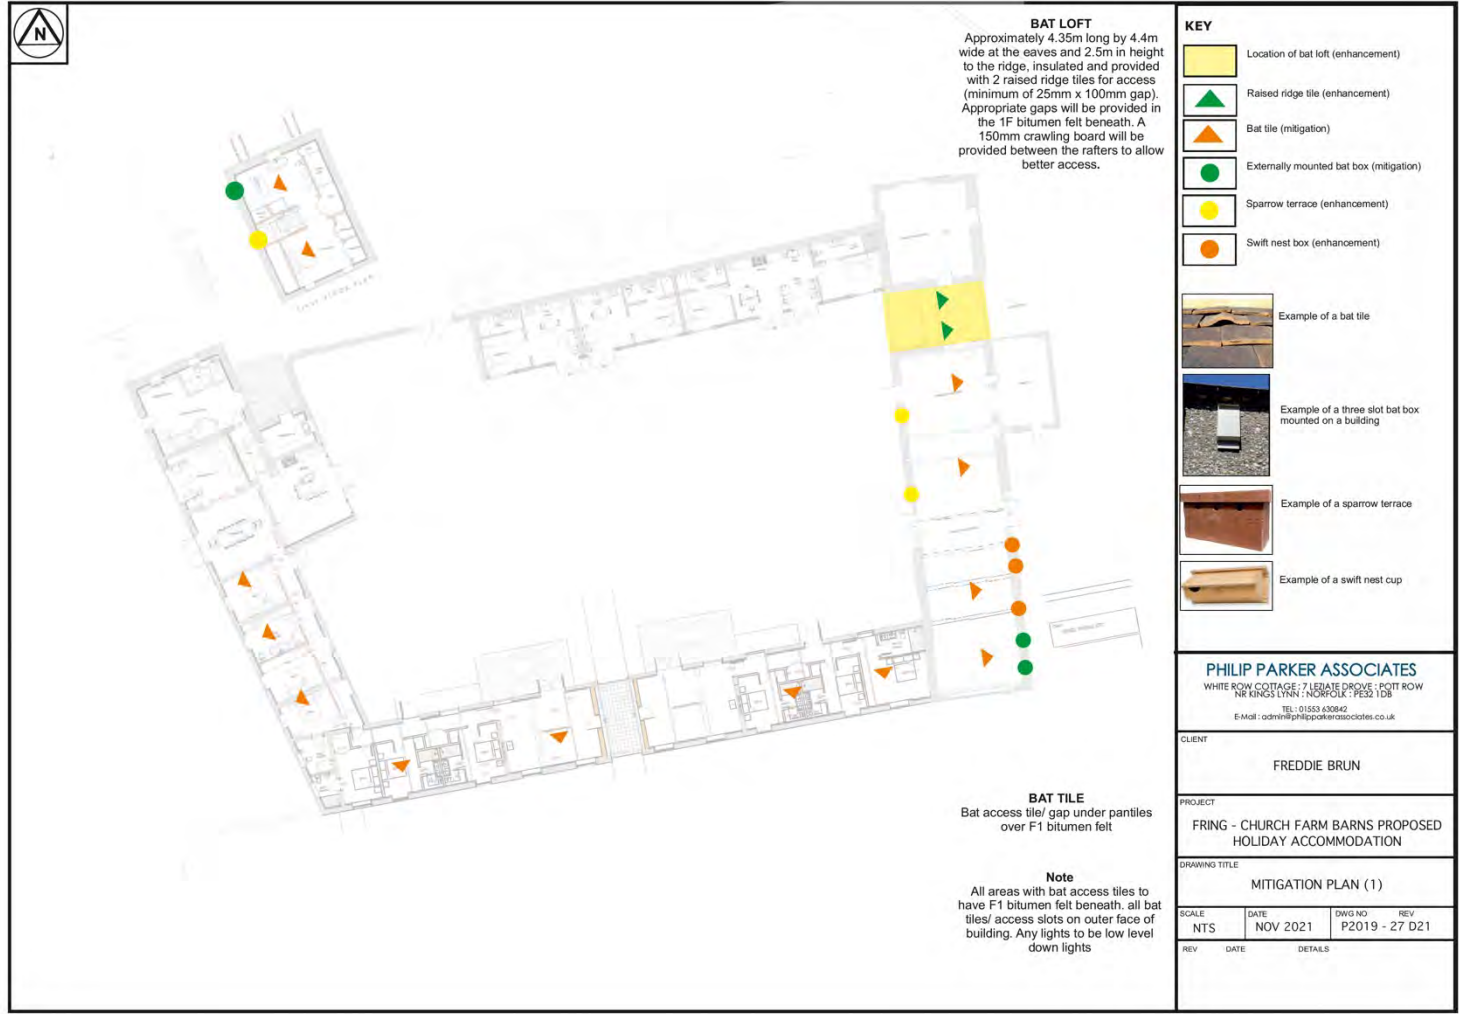 N
BAT LOFT
Approximately 4.35m long by 4.4m
wide at the eaves and 2.5m in height
to the ridge, insulated and provided
with 2 raised ridge tiles for access
(minimum of 25mm x 100mm gap).
Appropriate gaps will be provided in
the 1F bitumen felt beneath. A
150mm crawling board will be
provided between the rafters to allow
better access.
FIRST FLOOR PLAN
BAT TILE
Bat access tile/ gap under pantiles
over F1 bitumen felt
Note
All areas with bat access tiles to
have F1 bitumen felt beneath. all bat
tiles/ access slots on outer face of
building. Any lights to be low level
down lights
KEY
Location of bat loft (enhancement)
Raised ridge tile (enhancement)
Bat tile (mitigation)
Externally mounted bat box (mitigation)
Sparrow terrace (enhancement)
Swift nest box (enhancement)
Example of a bat tile
Example of a three slot bat box
mounted on a building
Example of a sparrow terrace
Example of a swift nest cup
PHILIP PARKER ASSOCIATES
WHITE ROW COTTAGE : 7 LEZIATE DROVE : POTT ROW
NR KINGS LYNN : NORFOLK : PE32 1DB
TEL : 01553 630842
E-Mail : admin@philipparkerassociates.co.uk
CLIENT
FREDDIE BRUN
PROJECT
FRING - CHURCH FARM BARNS PROPOSED
HOLIDAY ACCOMMODATION
DRAWING TITLE
MITIGATION PLAN (1)
SCALE DATE DWG NO REV
NTS NOV 2021 P2019 - 27 D21
REV DATE DETAILS